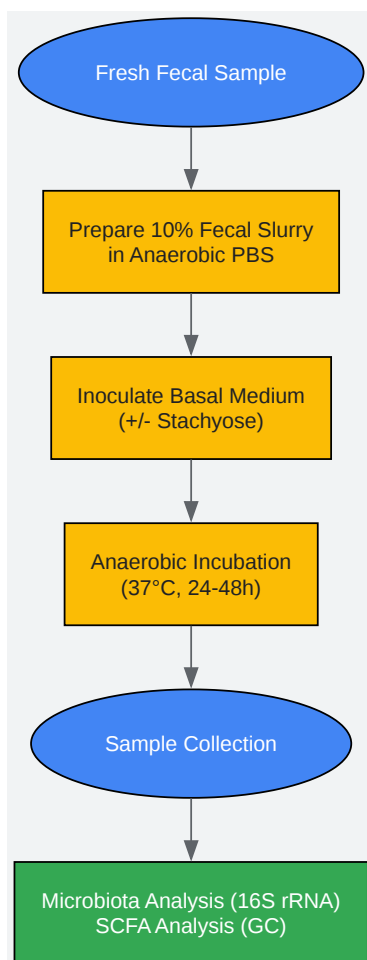 Fresh Fecal Sample
Prepare 10% Fecal Slurry
in Anaerobic PBS
Inoculate Basal Medium
(+/- Stachyose)
Anaerobic Incubation
(37°C, 24-48h)
Sample Collection
Microbiota Analysis (16S rRNA)
SCFA Analysis (GC)